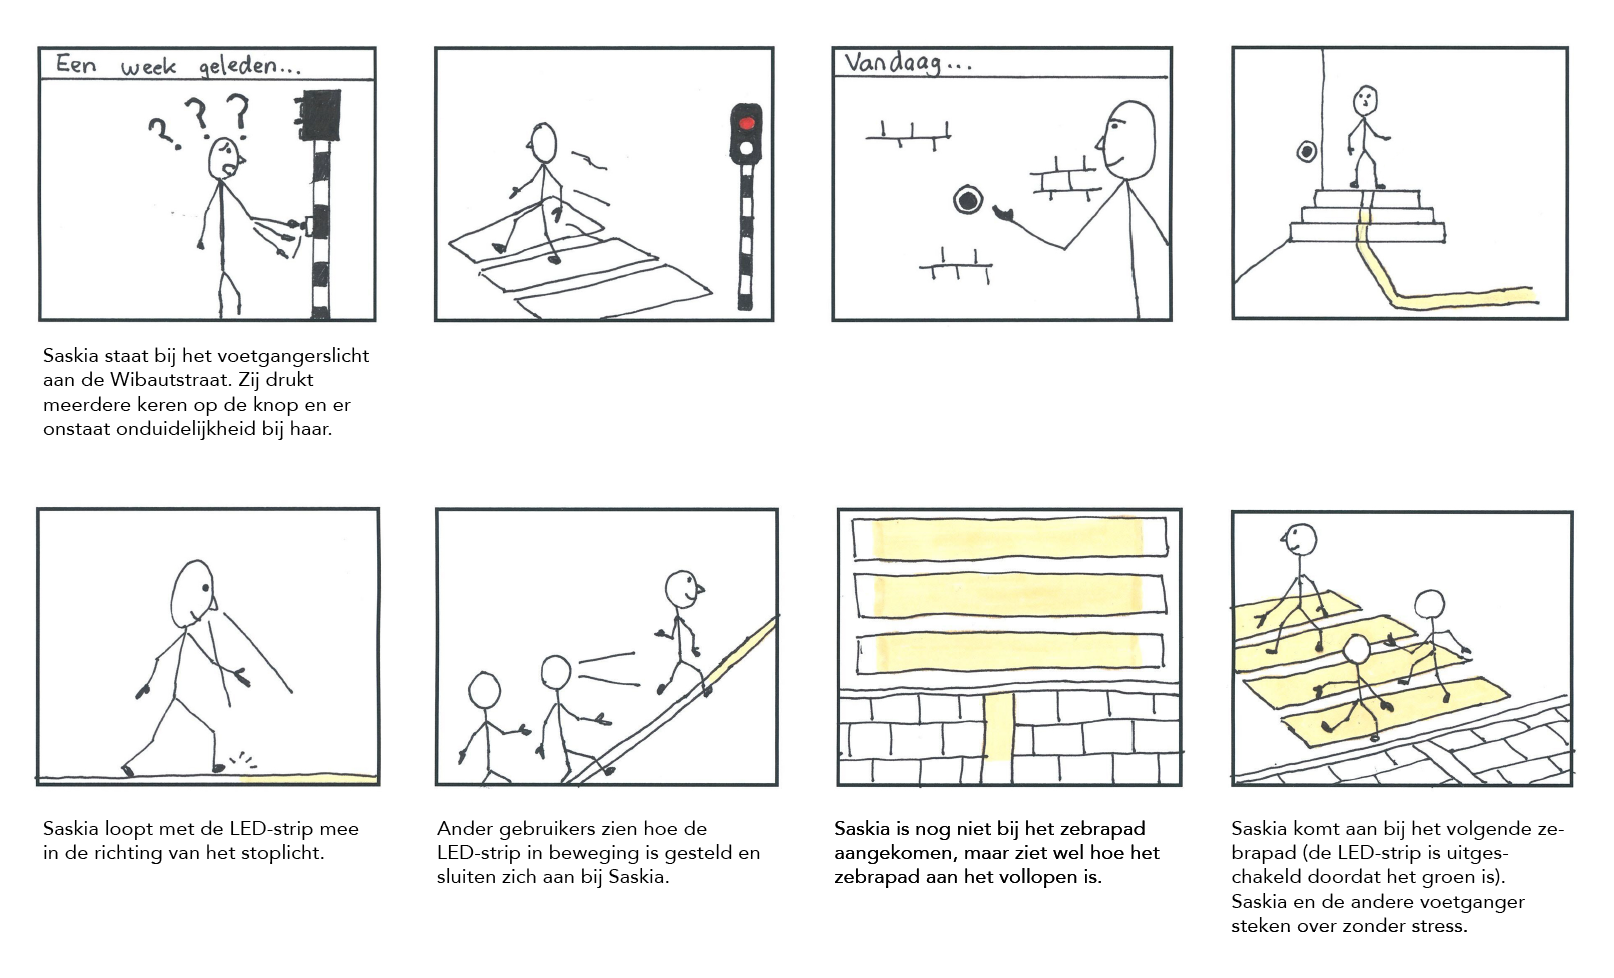 Een week geleden...
Vandaag...
? ? ?
Saskia staat bij het voetgangerslicht
aan de Wibautstraat. Zij drukt
meerdere keren op de knop en er
onstaat onduidelijkheid bij haar.
Saskia loopt met de LED-strip mee
in de richting van het stoplicht.
Ander gebruikers zien hoe de
LED-strip in beweging is gesteld en
sluiten zich aan bij Saskia.
Saskia is nog niet bij het zebrapad
aangekomen, maar ziet wel hoe het
zebrapad aan het vollopen is.
Saskia komt aan bij het volgende ze-
brapad (de LED-strip is uitges-
chakeld doordat het groen is).
Saskia en de andere voetganger
steken over zonder stress.